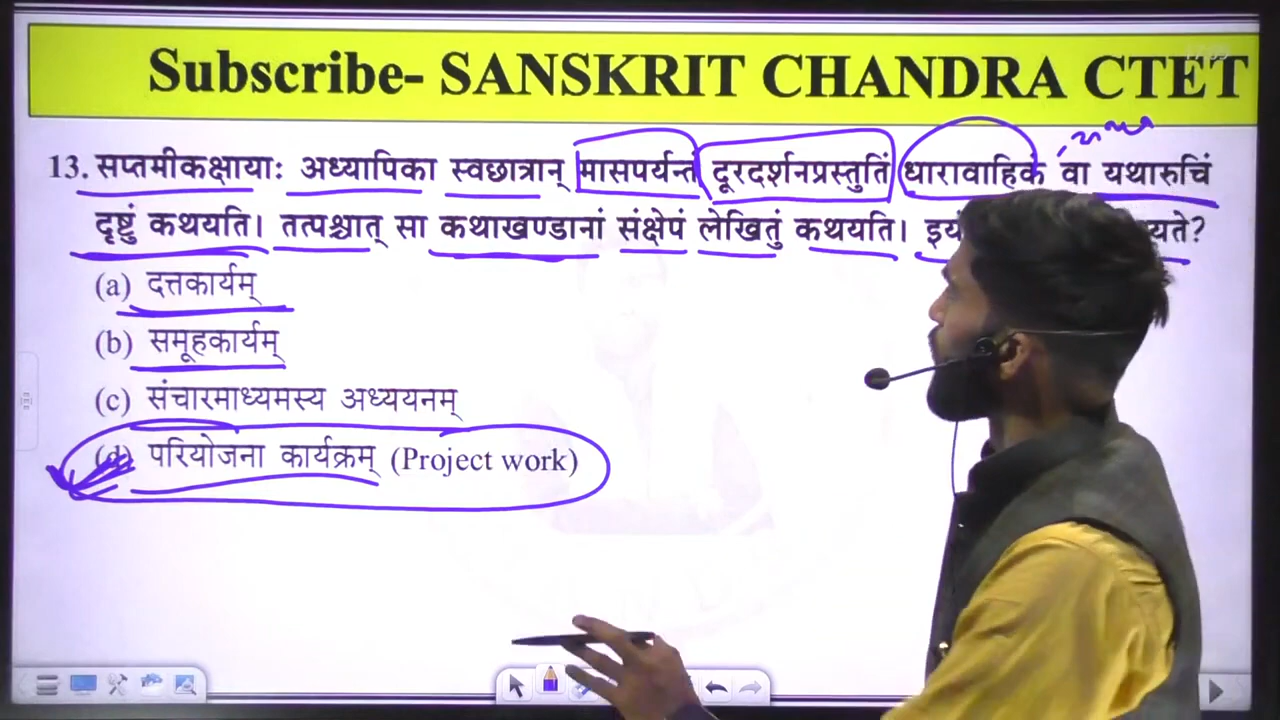 Subscribe- SANSKRIT CHANDRA CTET
13. सप्तमीकक्षायाः अध्यापिका स्वछात्रान् मासपर्यन्तं दूरदर्शनप्रस्तुतिं धारावाहिकं वा यथारुचिं
दृष्टुं कथयति। तत्पश्चात् सा कथाखण्डानां संक्षेपं लेखितुं कथयति। इयं
(a) दत्तकार्यम्
(b) समूहकार्यम्
(c) संचारमाध्यमस्य अध्ययनम्
(d) परियोजना कार्यक्रम् (Project work)